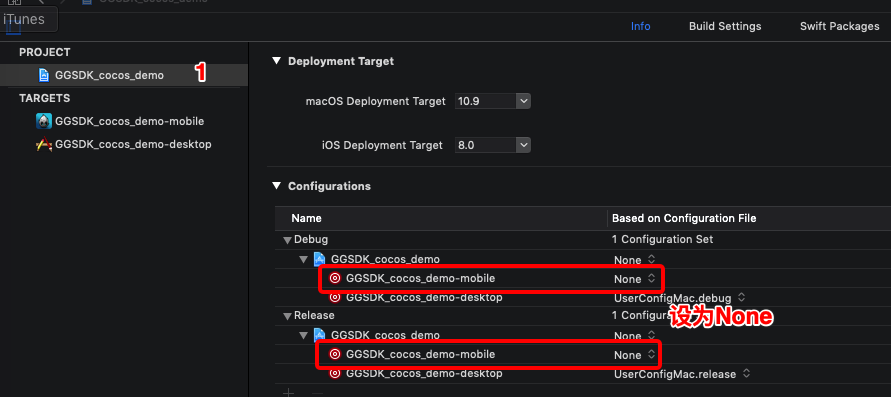 GGSDK_cocos_demo
iTunes
Info
Build Settings
Swift Packages
PROJECT
GGSDK_cocos_demo
1
TARGETS
GGSDK_cocos_demo-mobile
GGSDK_cocos_demo-desktop
Deployment Target
macOS Deployment Target 10.9
iOS Deployment Target 8.0
Configurations
Name Based on Configuration File
Debug 1 Configuration Set
GGSDK_cocos_demo None
GGSDK_cocos_demo-mobile None
GGSDK_cocos_demo-desktop UserConfigMac.debug
Release 1 Configura
设为None
GGSDK_cocos_demo None
GGSDK_cocos_demo-mobile None
GGSDK_cocos_demo-desktop UserConfigMac.release